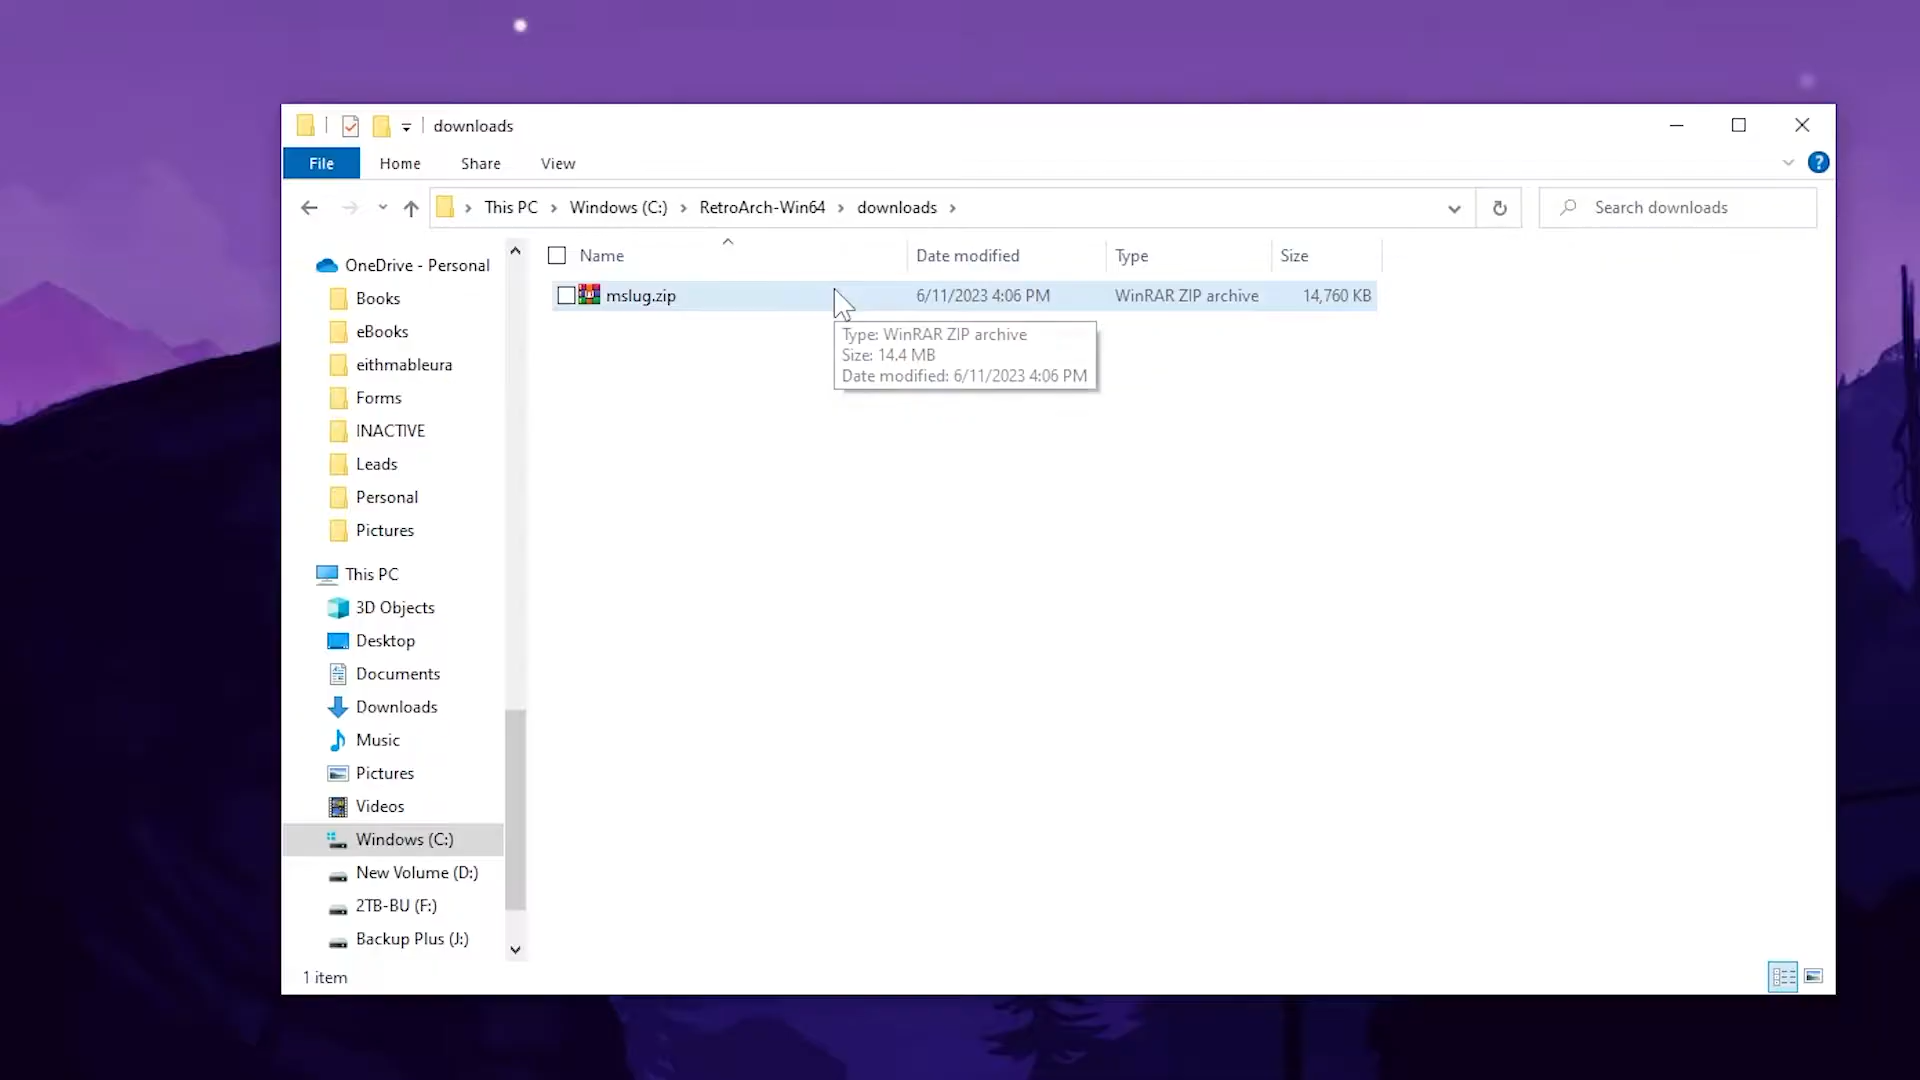 downloads
File Home Share View
This PC Windows (C:) RetroArch-Win64 downloads
Search downloads
Name Date modified Type Size
mslug.zip 6/11/2023 4:06 PM WinRAR ZIP archive 14,760 KB
Type: WinRAR ZIP archive
Size: 14.4 MB
Date modified: 6/11/2023 4:06 PM
OneDrive - Personal
Books
eBooks
eithmableura
Forms
INACTIVE
Leads
Personal
Pictures
This PC
3D Objects
Desktop
Documents
Downloads
Music
Pictures
Videos
Windows (C:)
New Volume (D:)
2TB-BU (F:)
Backup Plus (J:)
1 item